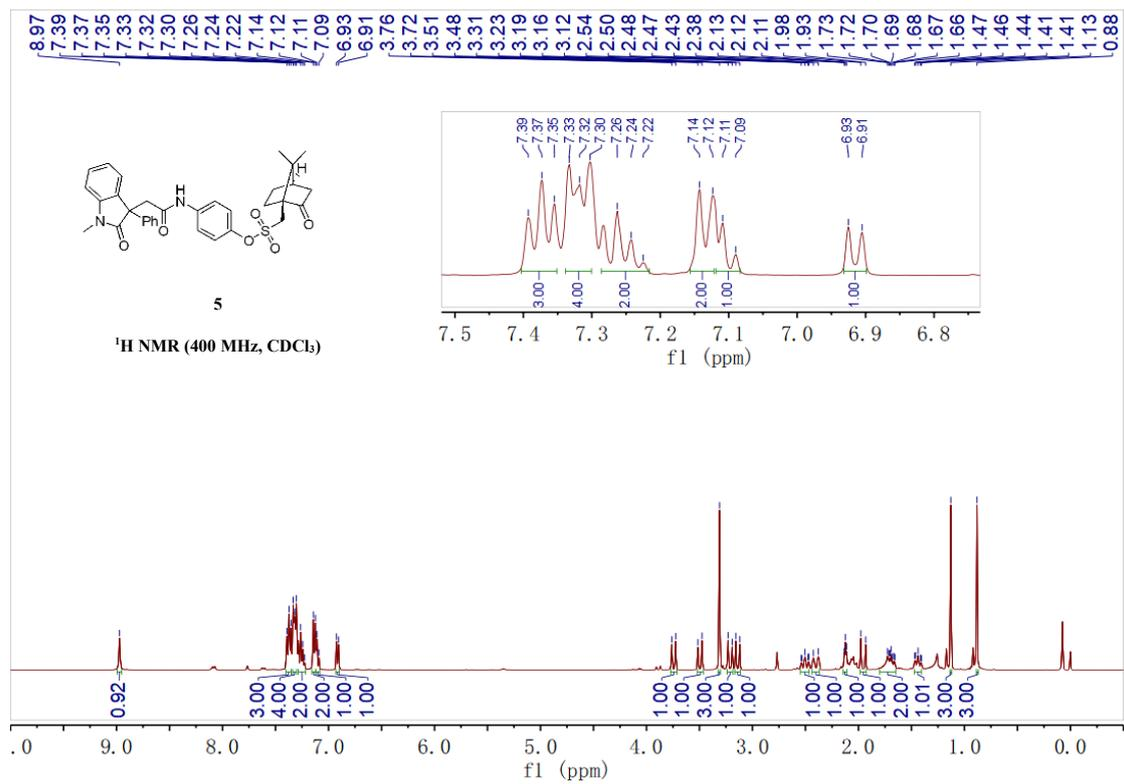 8.97 7.39 7.37 7.35 7.33 7.32 7.30 7.26 7.24 7.22 7.14 7.12 7.11 7.09 6.93 6.91 3.76 3.72 3.51 3.48 3.31 3.23 3.19 3.16 3.12 2.54 2.50 2.48 2.47 2.43 2.38 2.13 2.12 2.11 1.98 1.93 1.73 1.72 1.70 1.69 1.68 1.67 1.66 1.47 1.46 1.44 1.41 1.41 1.13 0.88
7.39 7.37 7.35 7.33 7.32 7.30 7.26 7.24 7.22 7.14 7.12 7.11 7.09 6.93 6.91
H
H
N
N
Ph
O
O
O
O
S
O
O
5
¹H NMR (400 MHz, CDCl₃)
3.00 4.00 2.00 2.00 1.00 1.00
7.5 7.4 7.3 7.2 7.1 7.0 6.9 6.8
f1 (ppm)
0.92 3.00 4.00 2.00 2.00 1.00 1.00 1.00 1.00 3.00 1.00 1.00 1.00 1.00 1.00 1.00 2.00 1.01 3.00 3.00
.0 9.0 8.0 7.0 6.0 5.0 4.0 3.0 2.0 1.0 0.0
f1 (ppm)